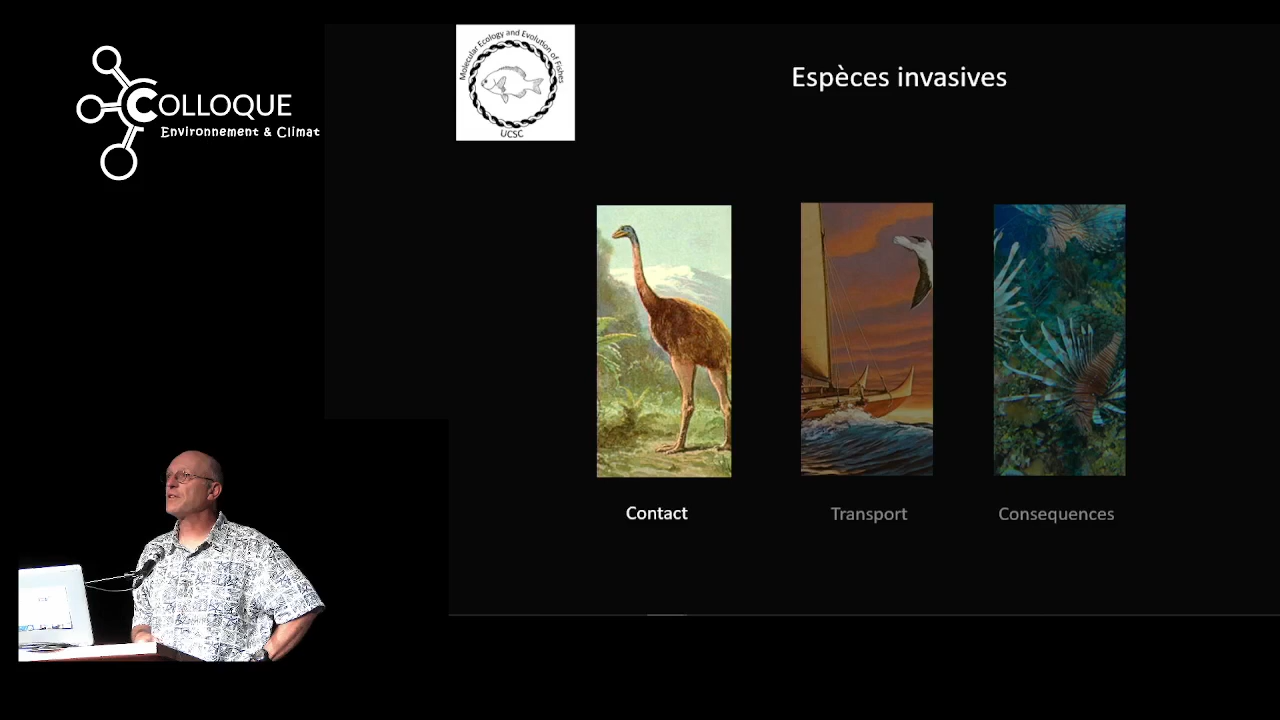 COLLOQUE
Environnement & Climat
Molecular Ecology and Evolution of Fishes
UCSC
Espèces invasives
Contact
Transport
Consequences